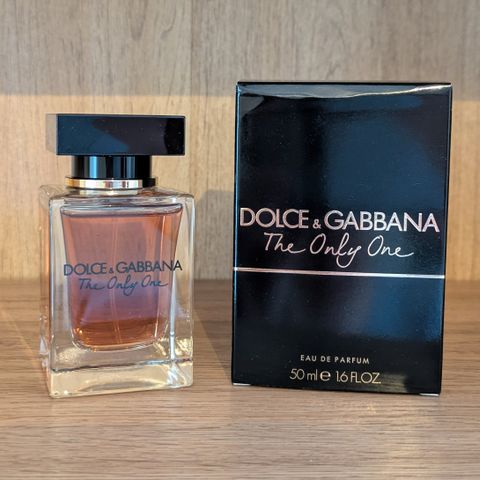 DOLCE & GABBANA
The Only One
DOLCE & GABBANA
The Only One
EAU DE PARFUM
50 ml e 1.6 FL.OZ.